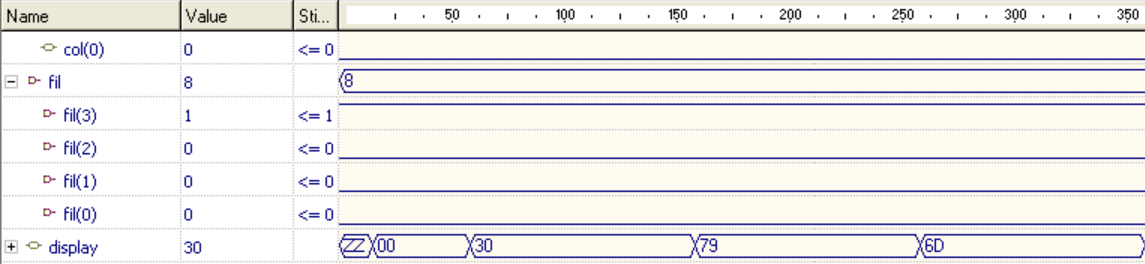 Name Value Sti... 50 100 150 200 250 300 350
col(0) 0 <= 0
fil 8 8
fil(3) 1 <= 1
fil(2) 0 <= 0
fil(1) 0 <= 0
fil(0) 0 <= 0
display 30 ZZ 00 30 79 6D